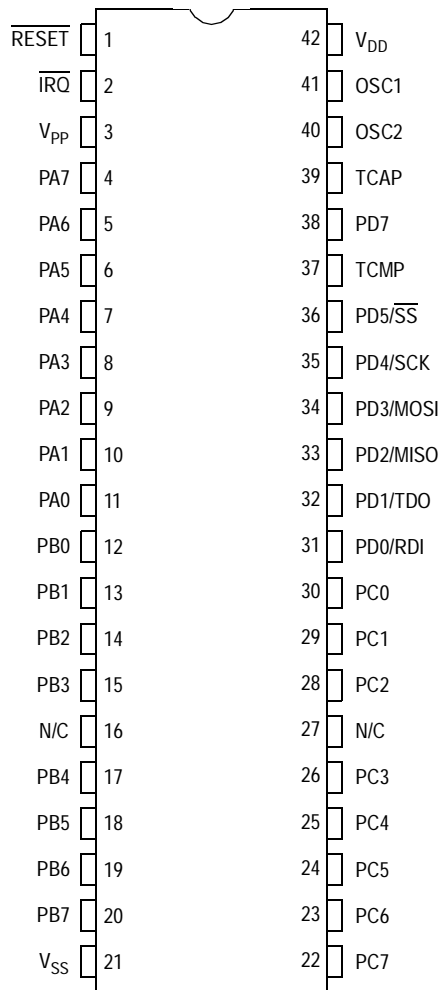 RESET 1 42 VDD
IRQ 2 41 OSC1
VPP 3 40 OSC2
PA7 4 39 TCAP
PA6 5 38 PD7
PA5 6 37 TCMP
PA4 7 36 PD5/SS
PA3 8 35 PD4/SCK
PA2 9 34 PD3/MOSI
PA1 10 33 PD2/MISO
PA0 11 32 PD1/TDO
PB0 12 31 PD0/RDI
PB1 13 30 PC0
PB2 14 29 PC1
PB3 15 28 PC2
N/C 16 27 N/C
PB4 17 26 PC3
PB5 18 25 PC4
PB6 19 24 PC5
PB7 20 23 PC6
VSS 21 22 PC7